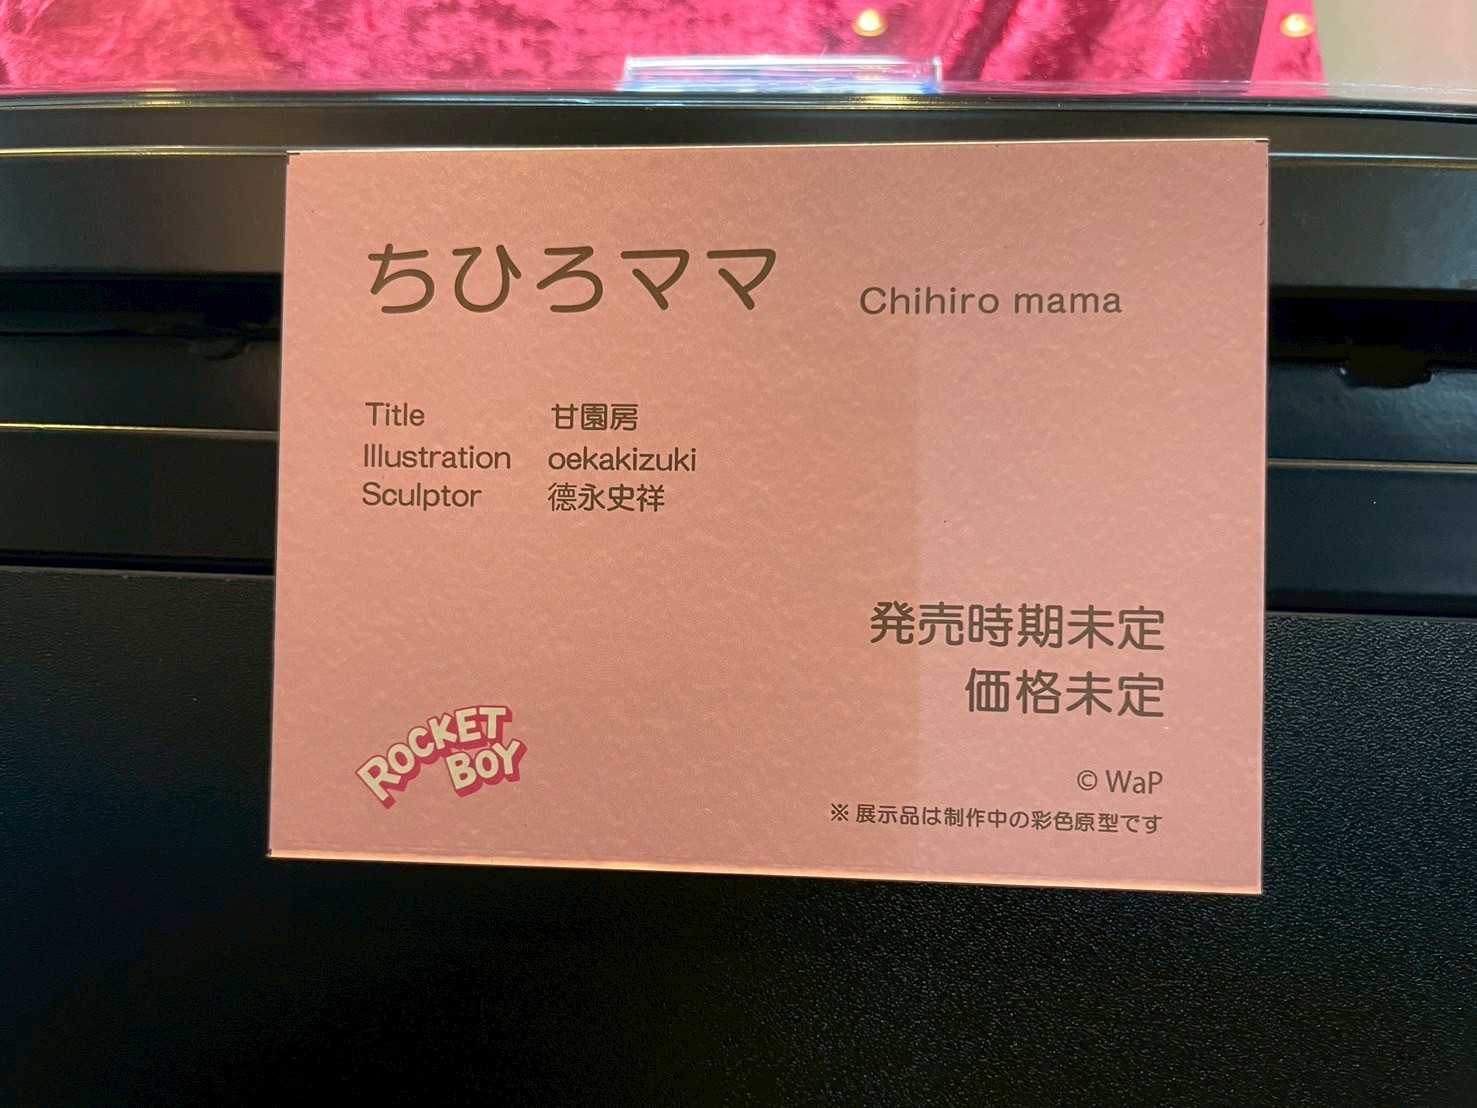 ちひろママ Chihiro mama
Title 甘園房
Illustration oekakizuki
Sculptor 德永史祥
発売時期未定
価格未定
ROCKET
BOY
© WaP
※ 展示品は制作中の彩色原型です